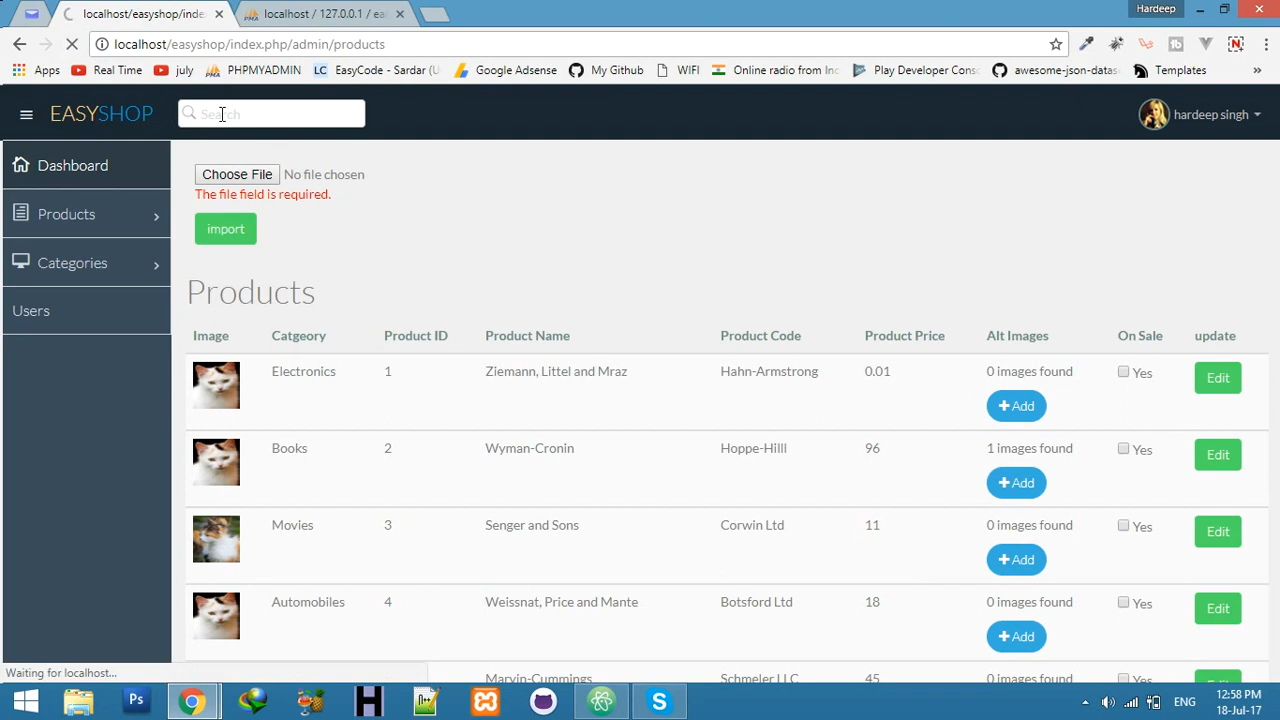 Hardeep
localhost/easyshop/inde
localhost / 127.0.0.1 / ea
localhost/easyshop/index.php/admin/products
Apps
Real Time
july
PHPMYADMIN
LC EasyCode - Sardar (U
Google Adsense
My Github
WIFI
Online radio from In
Play Developer Cons
awesome-json-datas
Templates
»
EASYSHOP
Search
hardeep singh
Dashboard
Products
Categories
Users
Choose File No file chosen
The file field is required.
import
Products
Image Catgeory Product ID Product Name Product Code Product Price Alt Images On Sale update
Electronics 1 Ziemann, Littel and Mraz Hahn-Armstrong 0.01 0 images found Yes Edit
+ Add
Books 2 Wyman-Cronin Hoppe-Hilll 96 1 images found Yes Edit
+ Add
Movies 3 Senger and Sons Corwin Ltd 11 0 images found Yes Edit
+ Add
Automobiles 4 Weissnat, Price and Mante Botsford Ltd 18 0 images found Yes Edit
+ Add
Marvin-Cummings Schmeler LLC 45 0 images found Yes Edit
Waiting for localhost...
Ps
ENG
12:58 PM
18-Jul-17